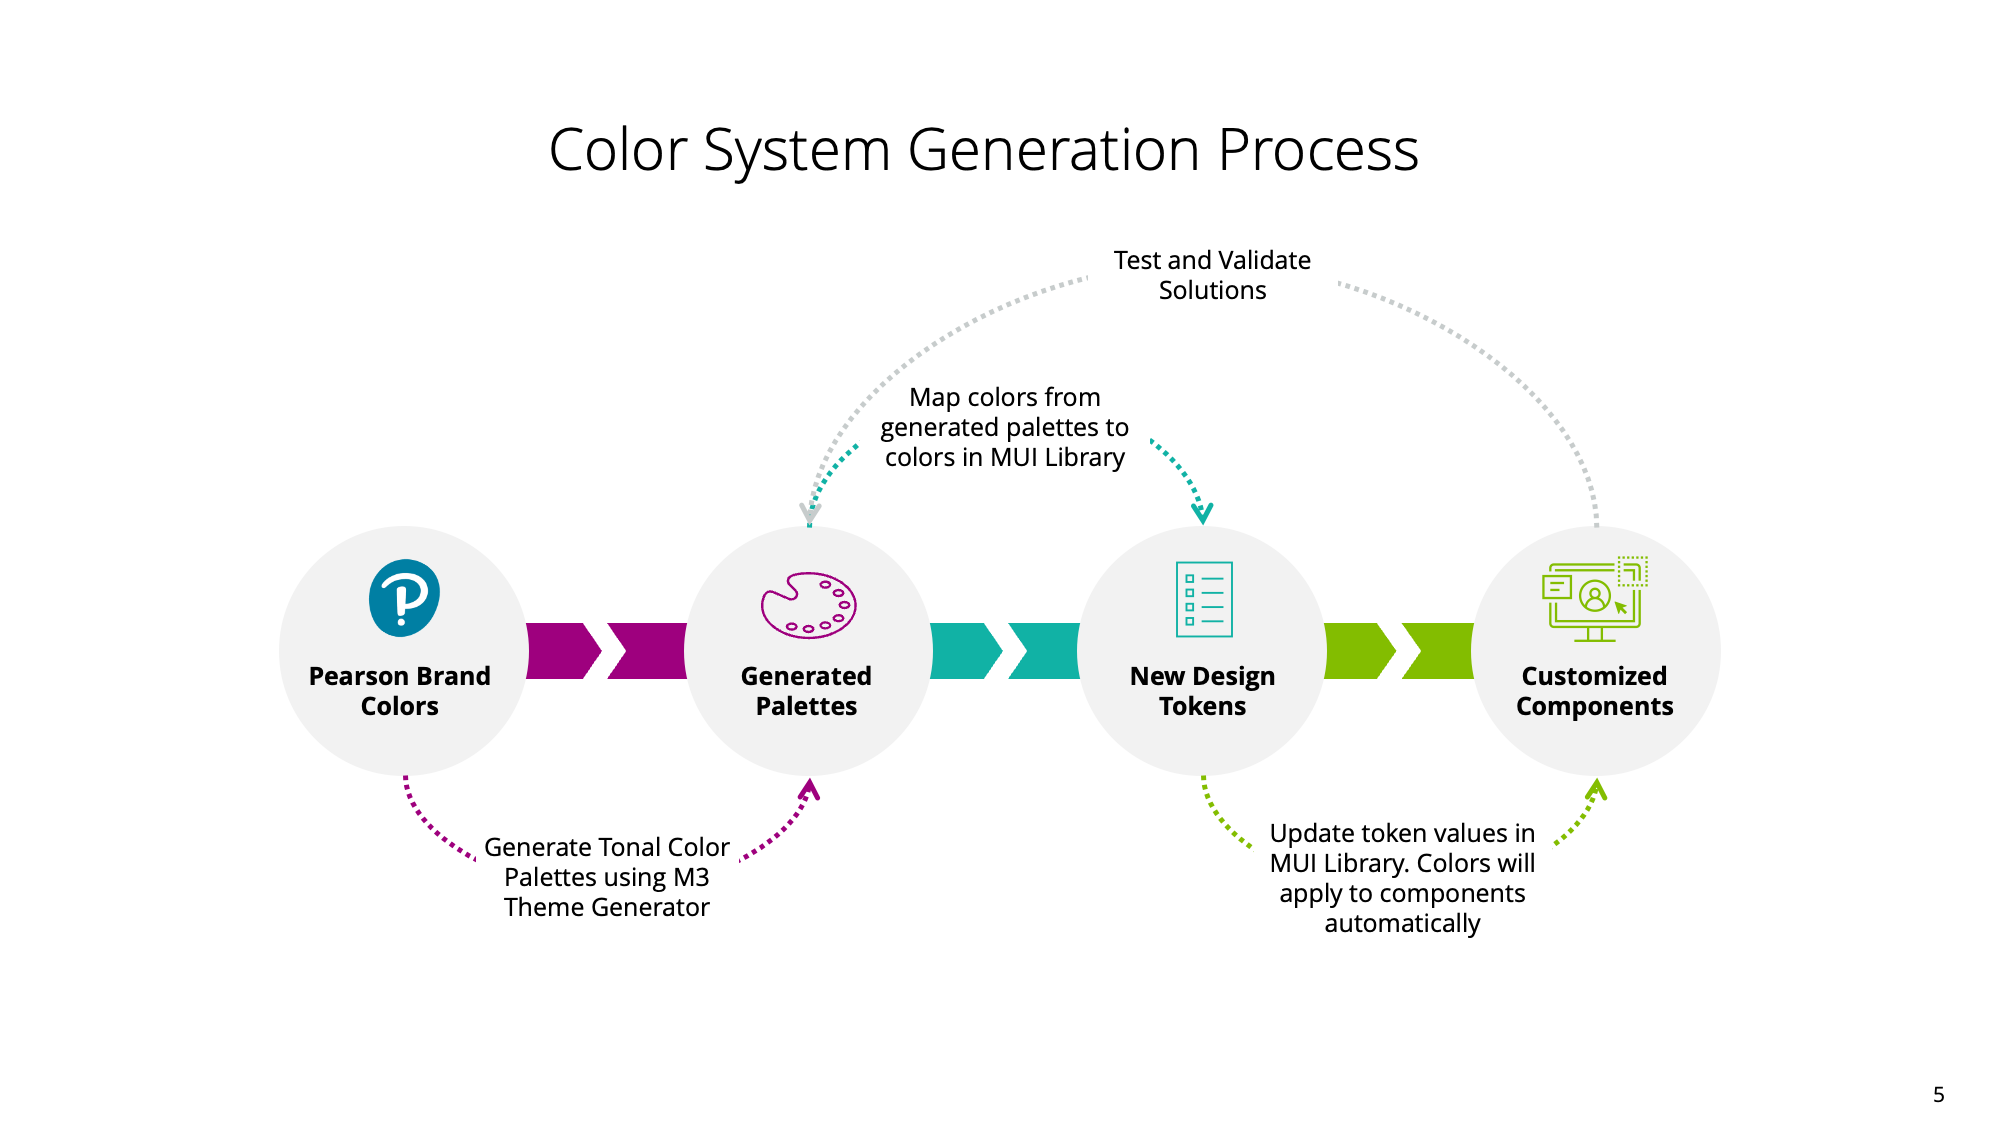 Color System Generation Process
Test and Validate
Solutions
Map colors from
generated palettes to
colors in MUI Library
Pearson Brand
Colors
Generated
Palettes
New Design
Tokens
Customized
Components
Generate Tonal Color
Palettes using M3
Theme Generator
Update token values in
MUI Library. Colors will
apply to components
automatically
5